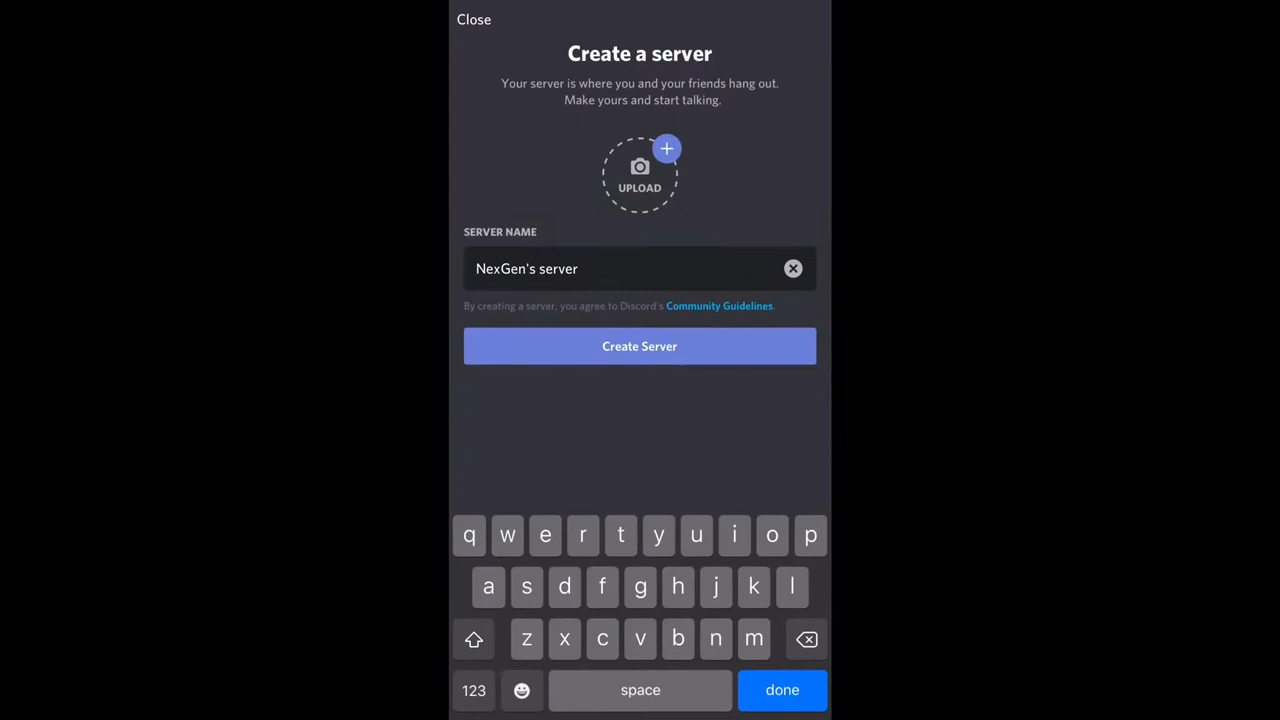 Close
Create a server
Your server is where you and your friends hang out.
Make yours and start talking.
UPLOAD
SERVER NAME
NexGen's server
By creating a server, you agree to Discord's Community Guidelines.
Create Server
q w e r t y u i o p
a s d f g h j k l
z x c v b n m
123 space done